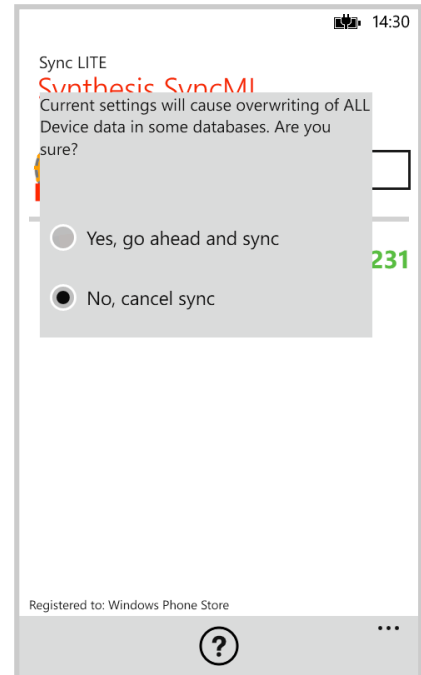 14:30
Sync LITE
Synthesis SyncML
Current settings will cause overwriting of ALL
Device data in some databases. Are you
sure?
Yes, go ahead and sync
231
No, cancel sync
Registered to: Windows Phone Store
?
...